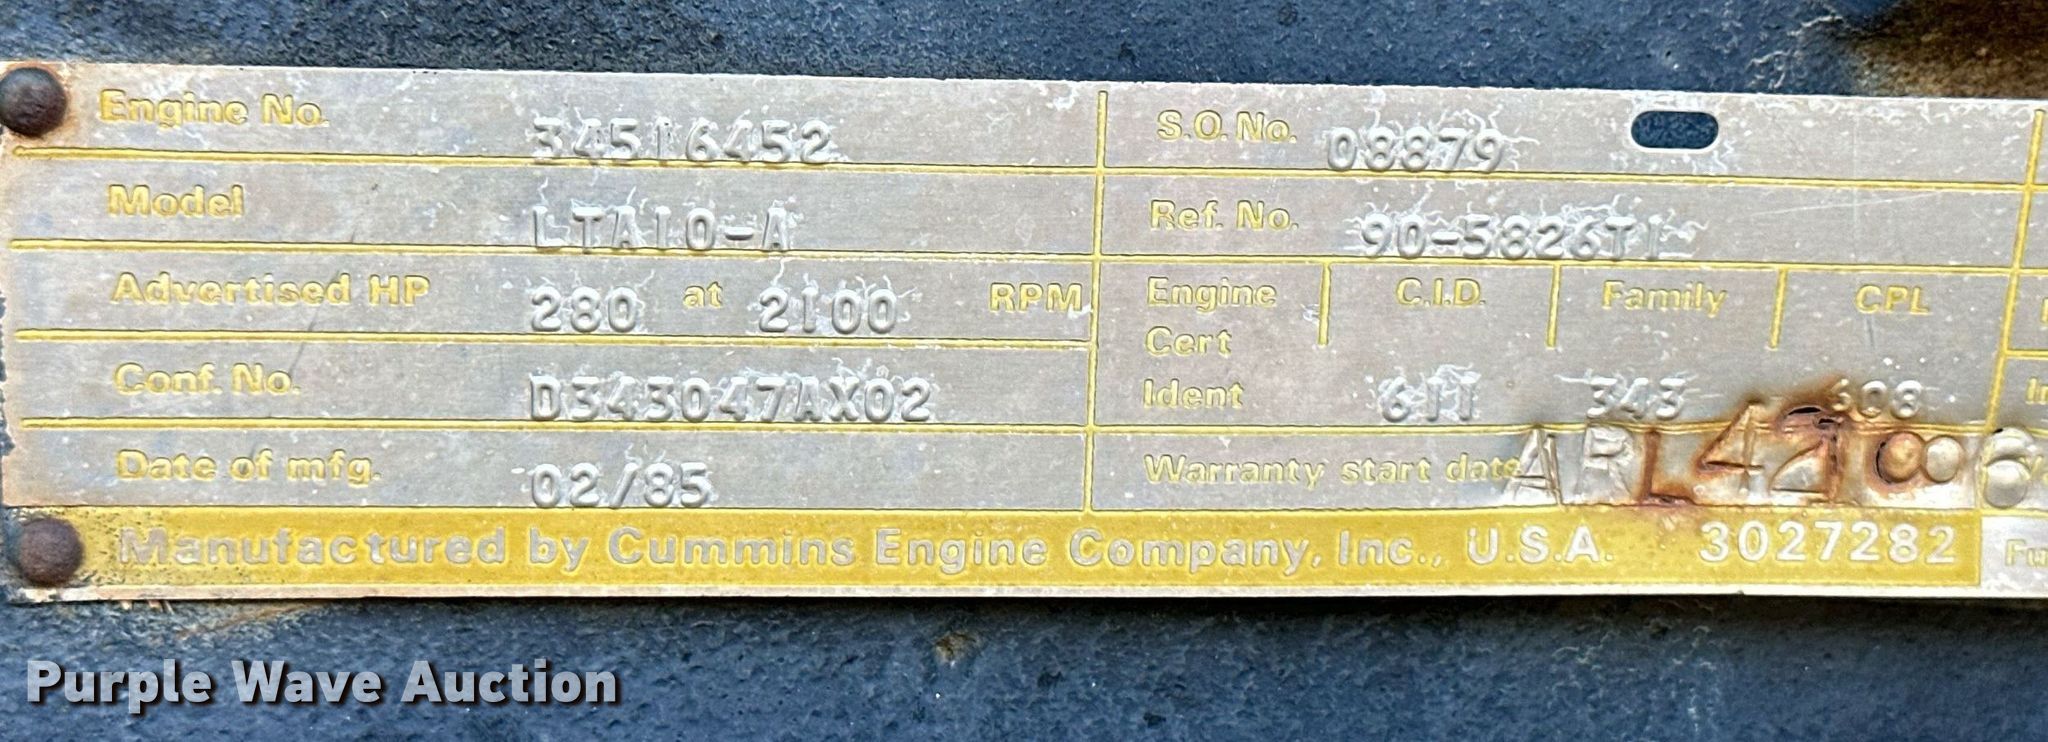 Engine No. 34516452 S.O. No. 08879
Model LTA10-A Ref. No. 90-5826T1
Advertised HP 280 at 2100 RPM Engine Cert Ident C.I.D. Family CPL
Conf. No. D343047AX02 611 343 608
Date of mfg. 02/85 Warranty start date
Manufactured by Cummins Engine Company, Inc., U.S.A. 3027282
Purple Wave Auction